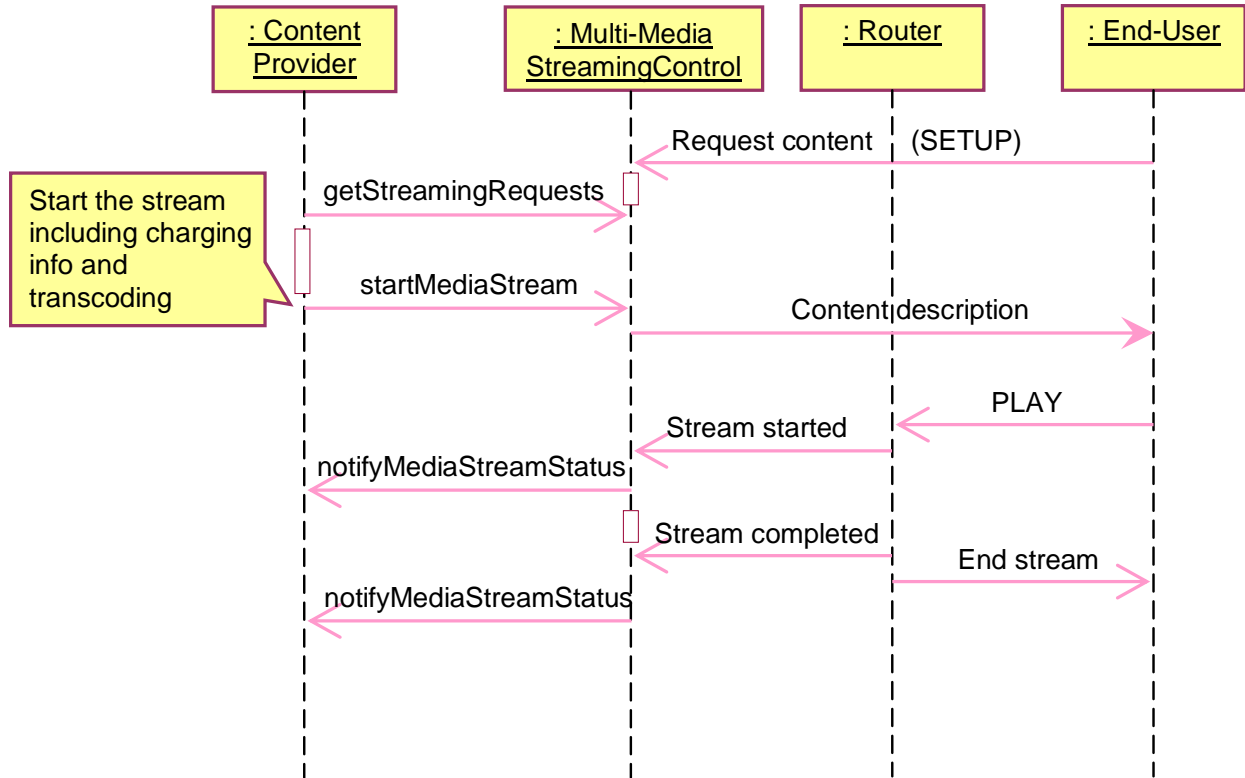 : Content
Provider
: Multi-Media
StreamingControl
: Router
: End-User
Request content (SETUP)
getStreamingRequests
Start the stream
including charging
info and
transcoding
startMediaStream
Content description
PLAY
Stream started
notifyMediaStreamStatus
Stream completed
End stream
notifyMediaStreamStatus